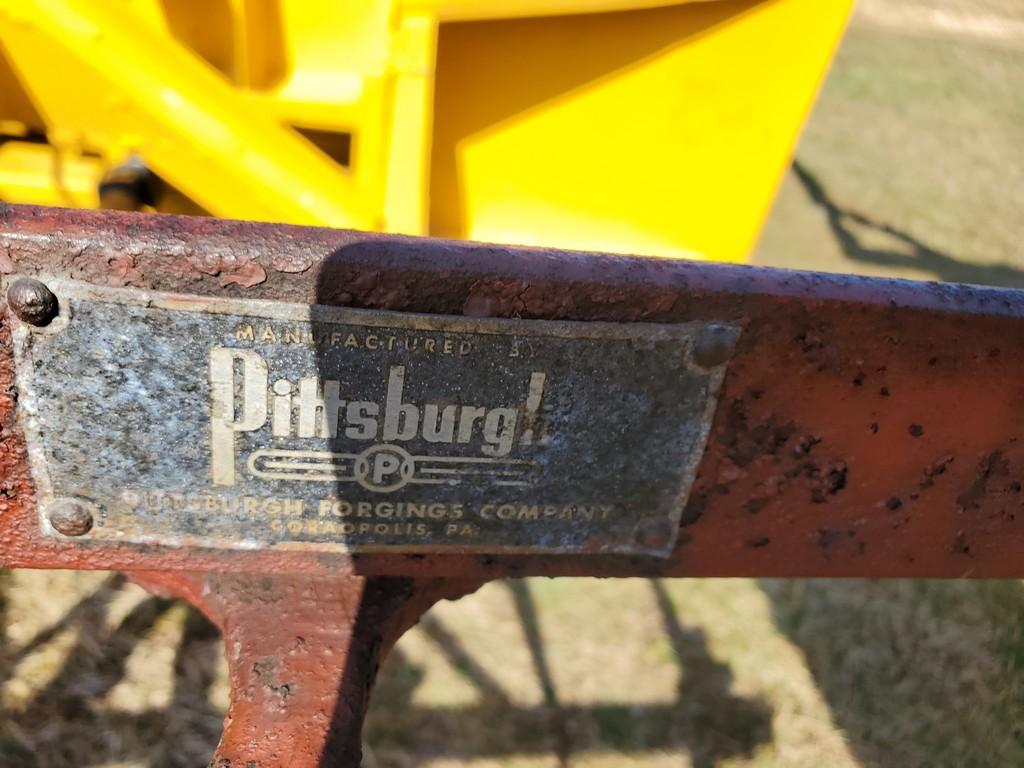 MANUFACTURED BY
Pittsburgh
P
PITTSBURGH FORGINGS COMPANY
CORAOPOLIS, PA.